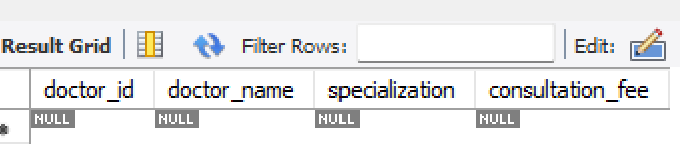 Result Grid Filter Rows: Edit:
doctor_id doctor_name specialization consultation_fee
* NULL NULL NULL NULL